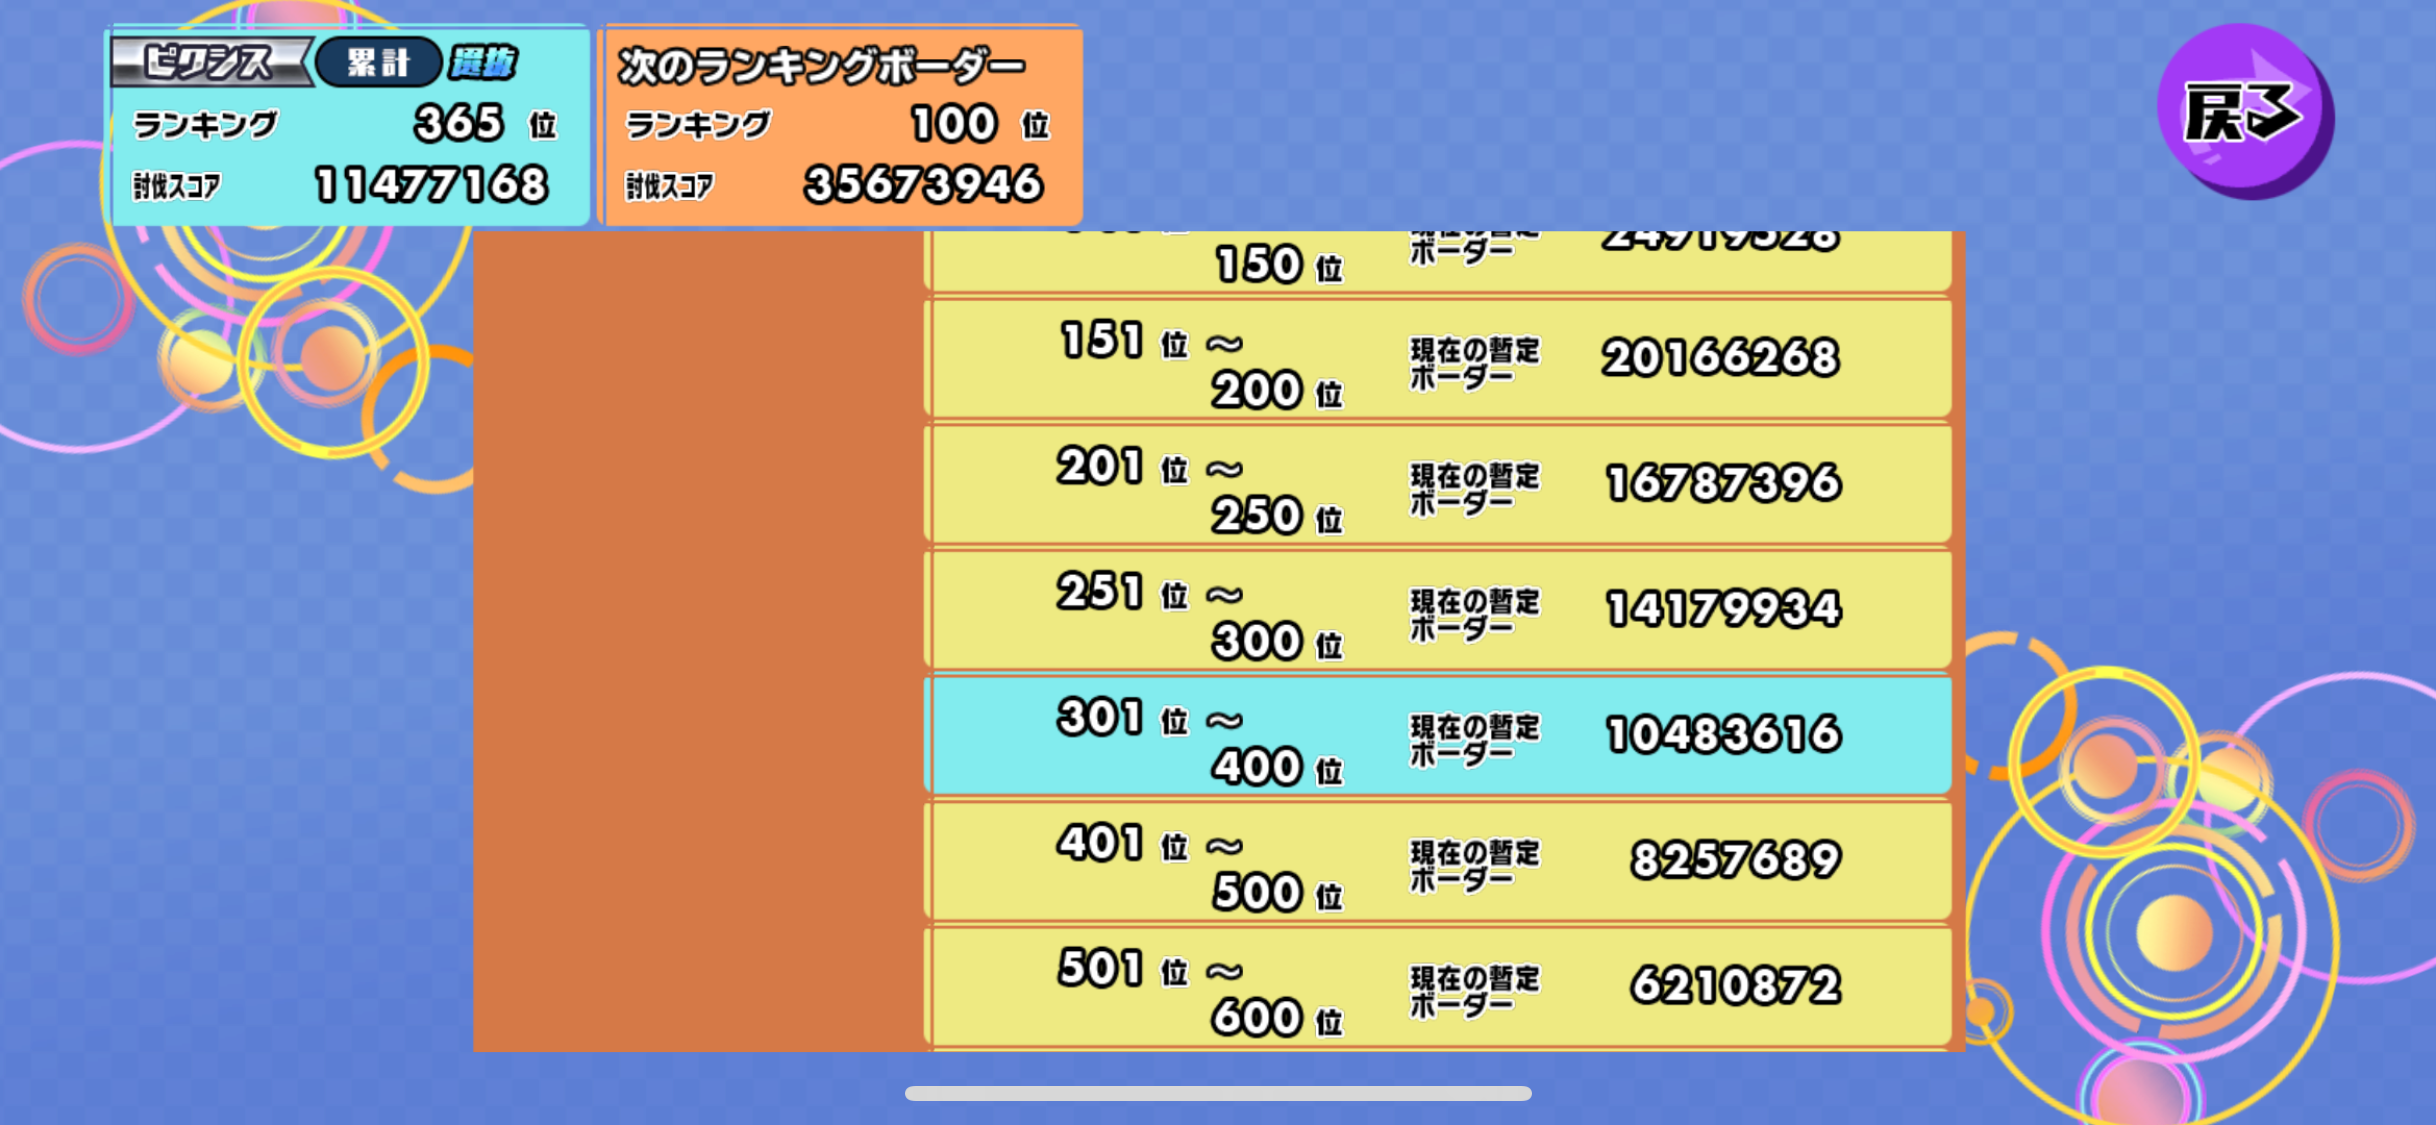 ピクシス 累計 選抜
ランキング 365 位
討伐スコア 11477168
次のランキングボーダー
ランキング 100 位
討伐スコア 35673946
戻る
150 位
ボーダー
151 位 ～
200 位
現在の暫定
ボーダー
20166268
201 位 ～
250 位
現在の暫定
ボーダー
16787396
251 位 ～
300 位
現在の暫定
ボーダー
14179934
301 位 ～
400 位
現在の暫定
ボーダー
10483616
401 位 ～
500 位
現在の暫定
ボーダー
8257689
501 位 ～
600 位
現在の暫定
ボーダー
6210872